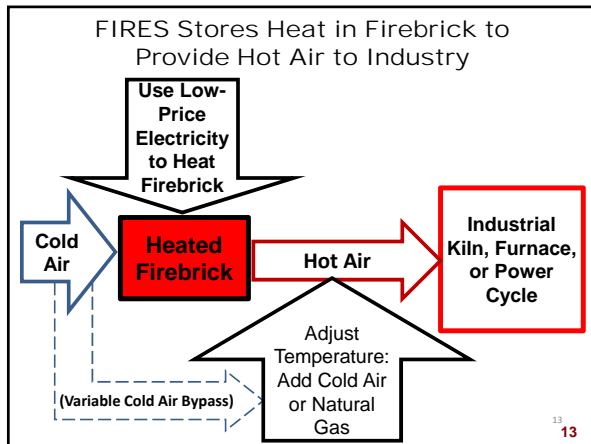 FIRES Stores Heat in Firebrick to
Provide Hot Air to Industry
Use Low-
Price
Electricity
to Heat
Firebrick
Cold
Air
Heated
Firebrick
Hot Air
Industrial
Kiln, Furnace,
or Power
Cycle
Adjust
Temperature:
Add Cold Air
or Natural
Gas
(Variable Cold Air Bypass)
13
13